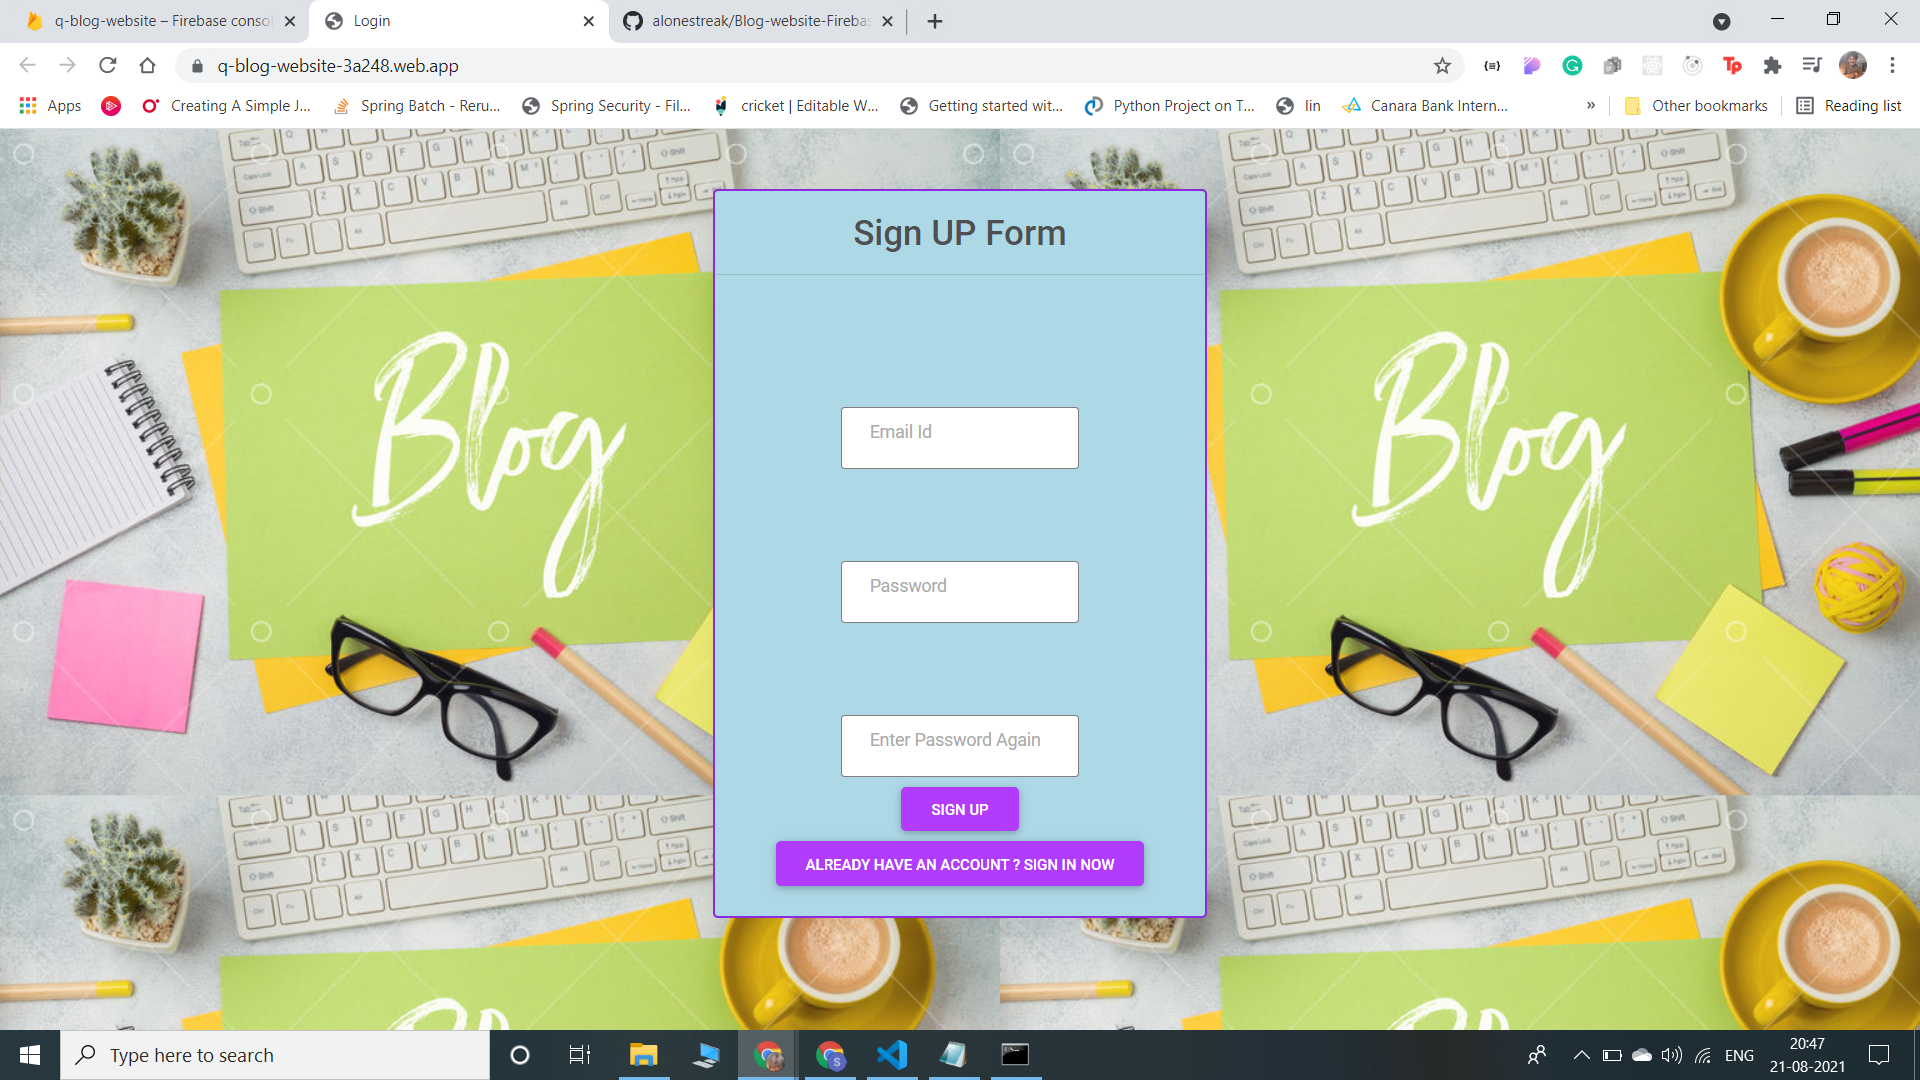 q-blog-website – Firebase consol
Login
alonestreak/Blog-website-Firebas
q-blog-website-3a248.web.app
Apps
Creating A Simple J...
Spring Batch - Reru...
Spring Security - Fil...
cricket | Editable W...
Getting started wit...
Python Project on T...
lin
Canara Bank Intern...
»
Other bookmarks
Reading list
Sign UP Form
Blog
Blog
Email Id
Password
Enter Password Again
SIGN UP
ALREADY HAVE AN ACCOUNT ? SIGN IN NOW
Type here to search
ENG
20:47
21-08-2021